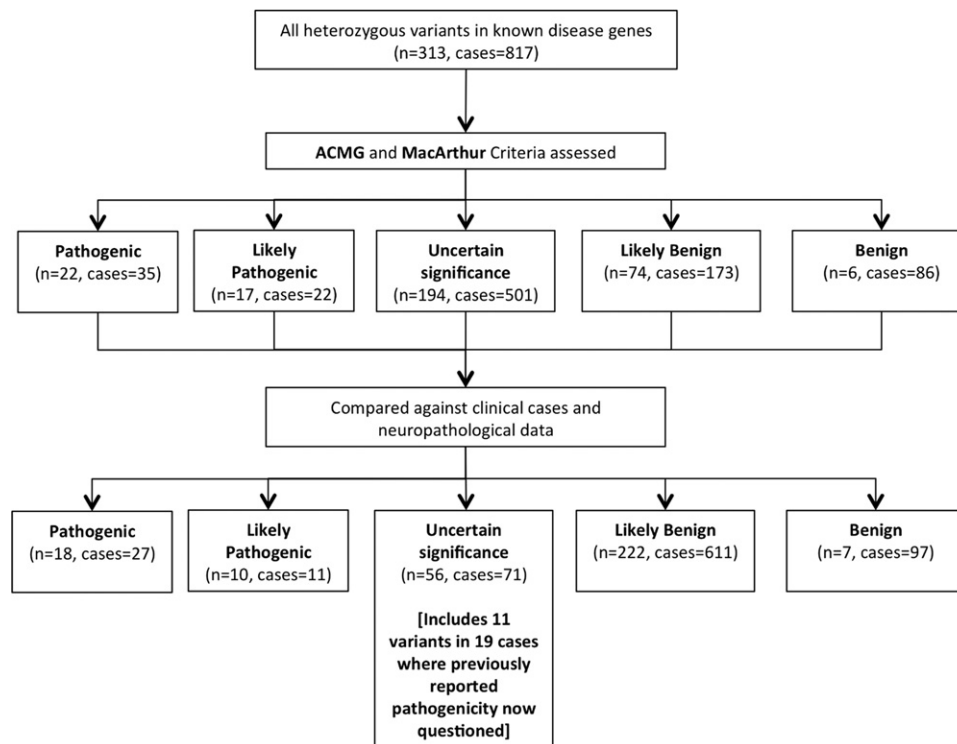 All heterozygous variants in known disease genes
(n=313, cases=817)
ACMG and MacArthur Criteria assessed
Pathogenic
(n=22, cases=35)
Likely
Pathogenic
(n=17, cases=22)
Uncertain
significance
(n=194, cases=501)
Likely Benign
(n=74, cases=173)
Benign
(n=6, cases=86)
Compared against clinical cases and
neuropathological data
Pathogenic
(n=18, cases=27)
Likely
Pathogenic
(n=10, cases=11)
Uncertain
significance
(n=56, cases=71)
[Includes 11
variants in 19 cases
where previously
reported
pathogenicity now
questioned]
Likely Benign
(n=222, cases=611)
Benign
(n=7, cases=97)